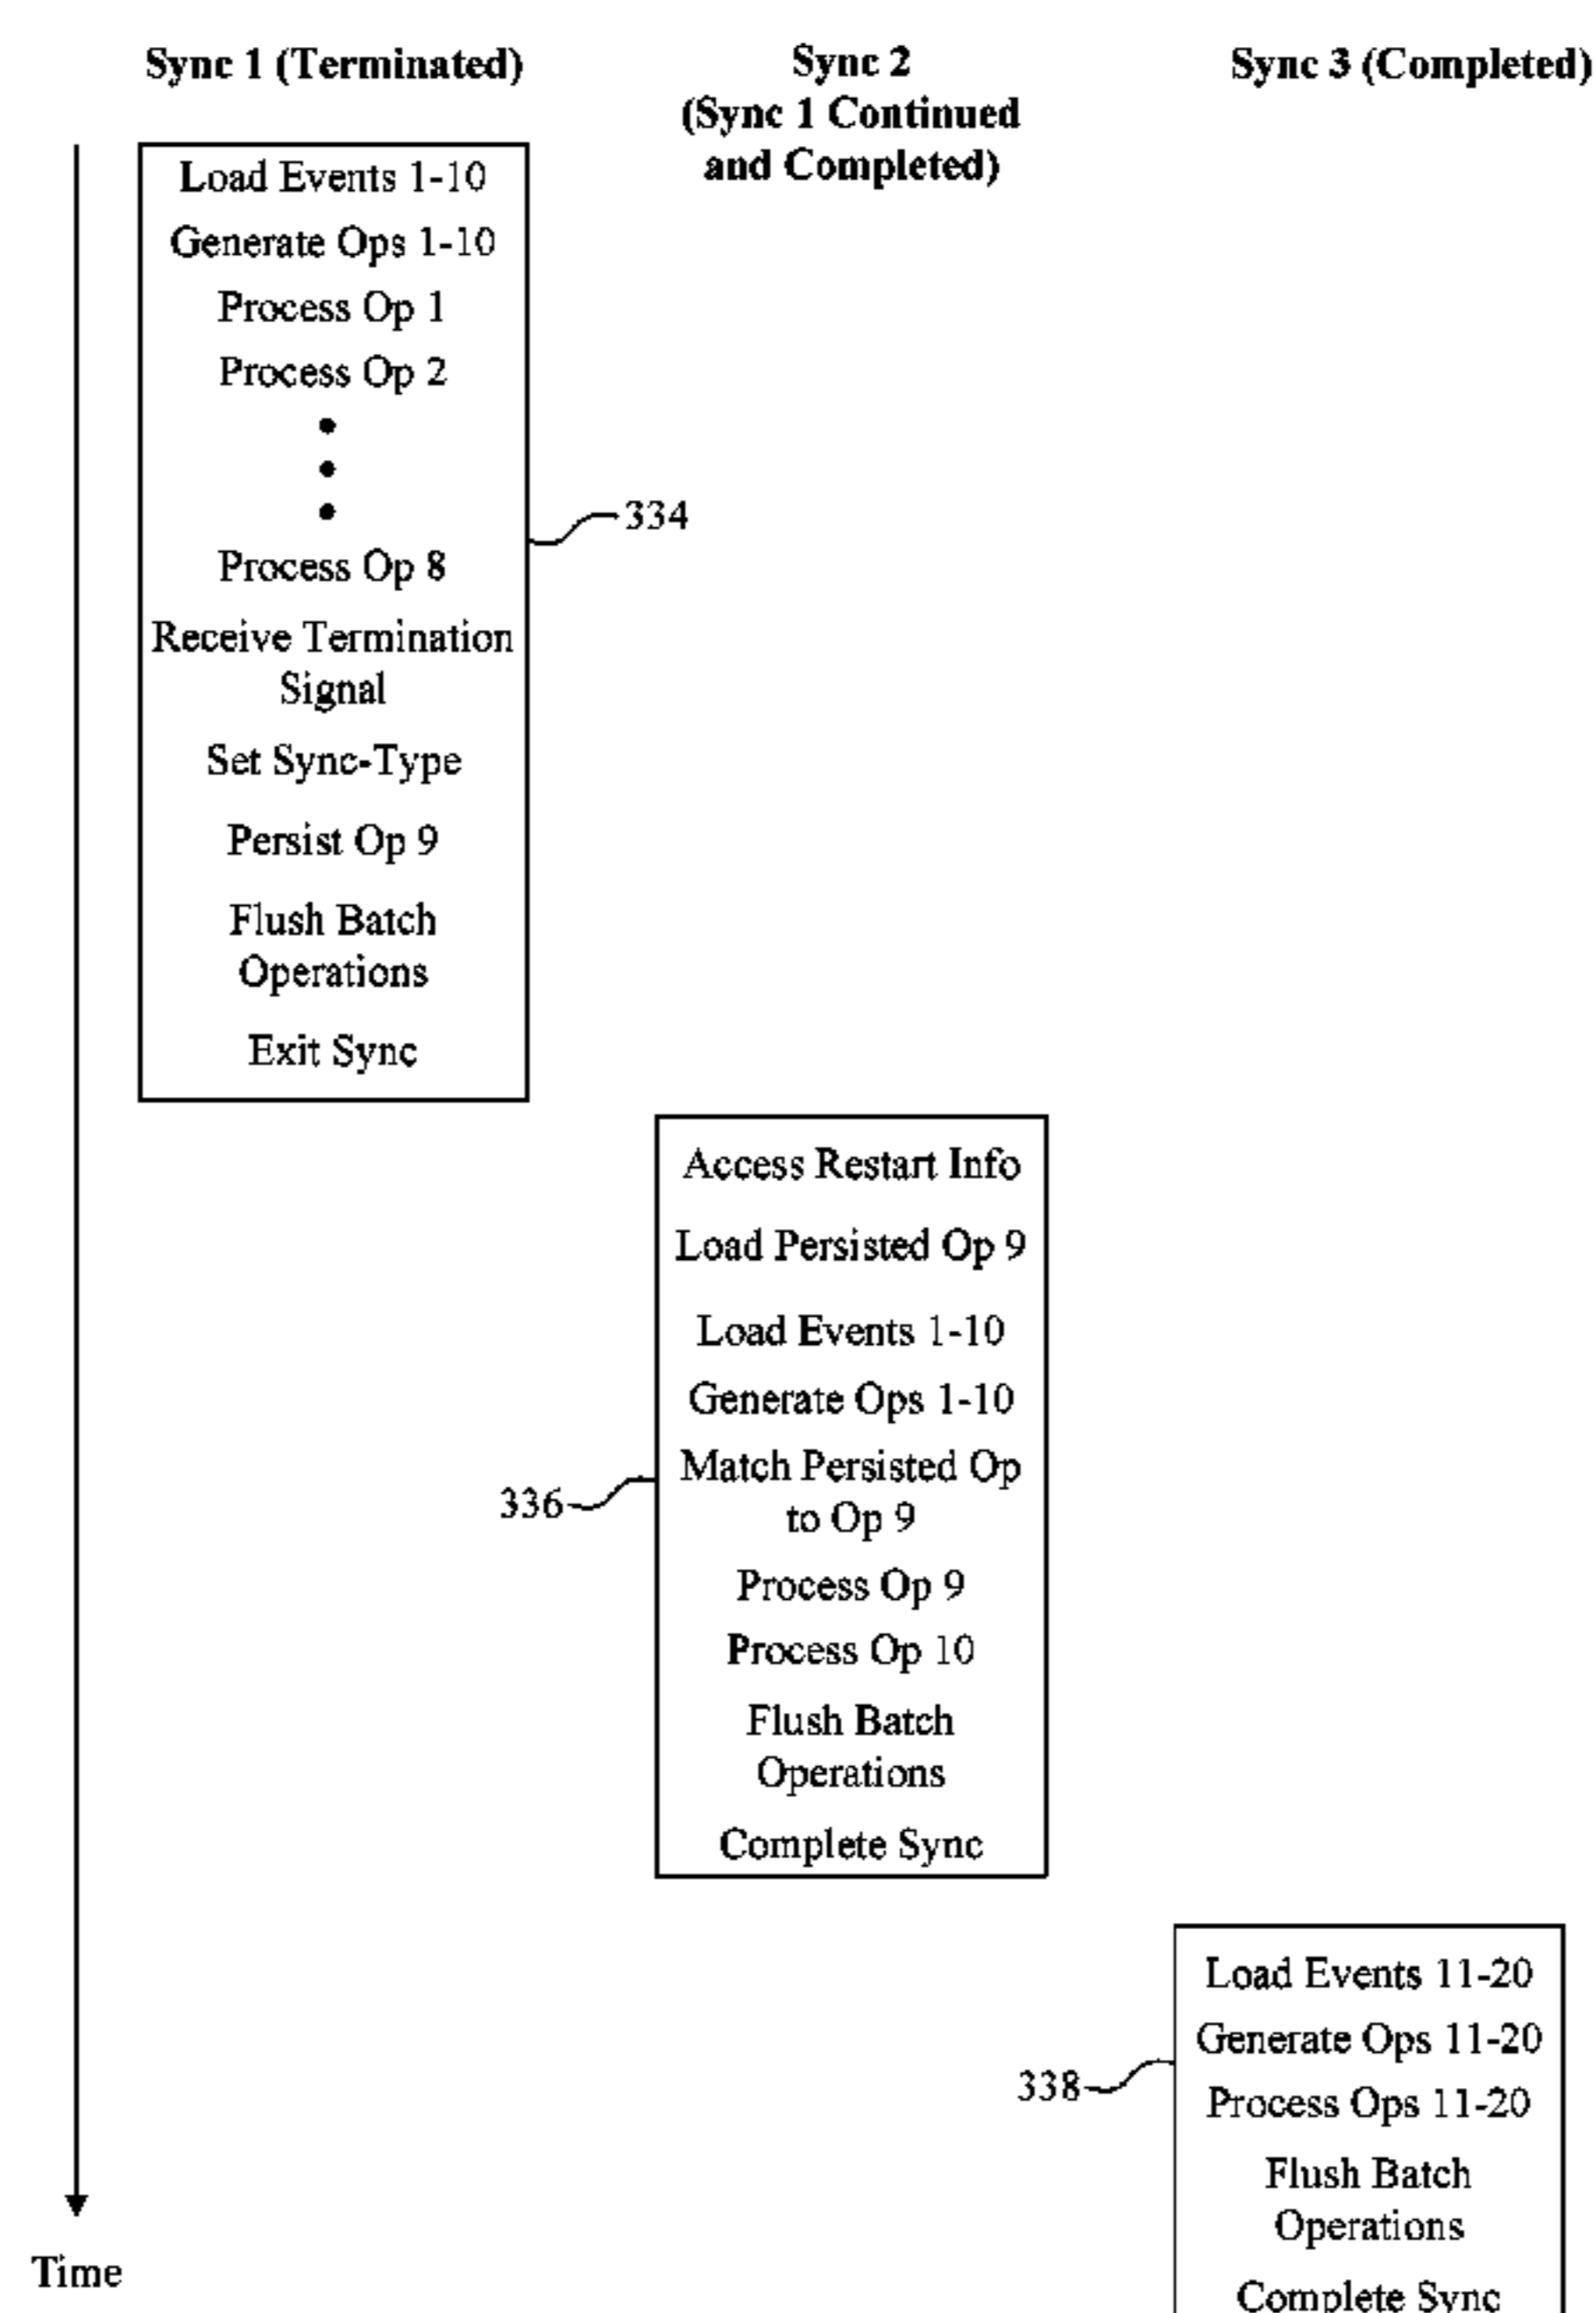 Sync 1 (Terminated)
Sync 2
(Sync 1 Continued
and Completed)
Sync 3 (Completed)
Load Events 1-10
Generate Ops 1-10
Process Op 1
Process Op 2
Process Op 8
Receive Termination
Signal
Set Sync-Type
Persist Op 9
Flush Batch
Operations
Exit Sync
334
Access Restart Info
Load Persisted Op 9
Load Events 1-10
Generate Ops 1-10
Match Persisted Op
to Op 9
Process Op 9
Process Op 10
Flush Batch
Operations
Complete Sync
336
Load Events 11-20
Generate Ops 11-20
Process Ops 11-20
Flush Batch
Operations
Complete Sync
338
Time